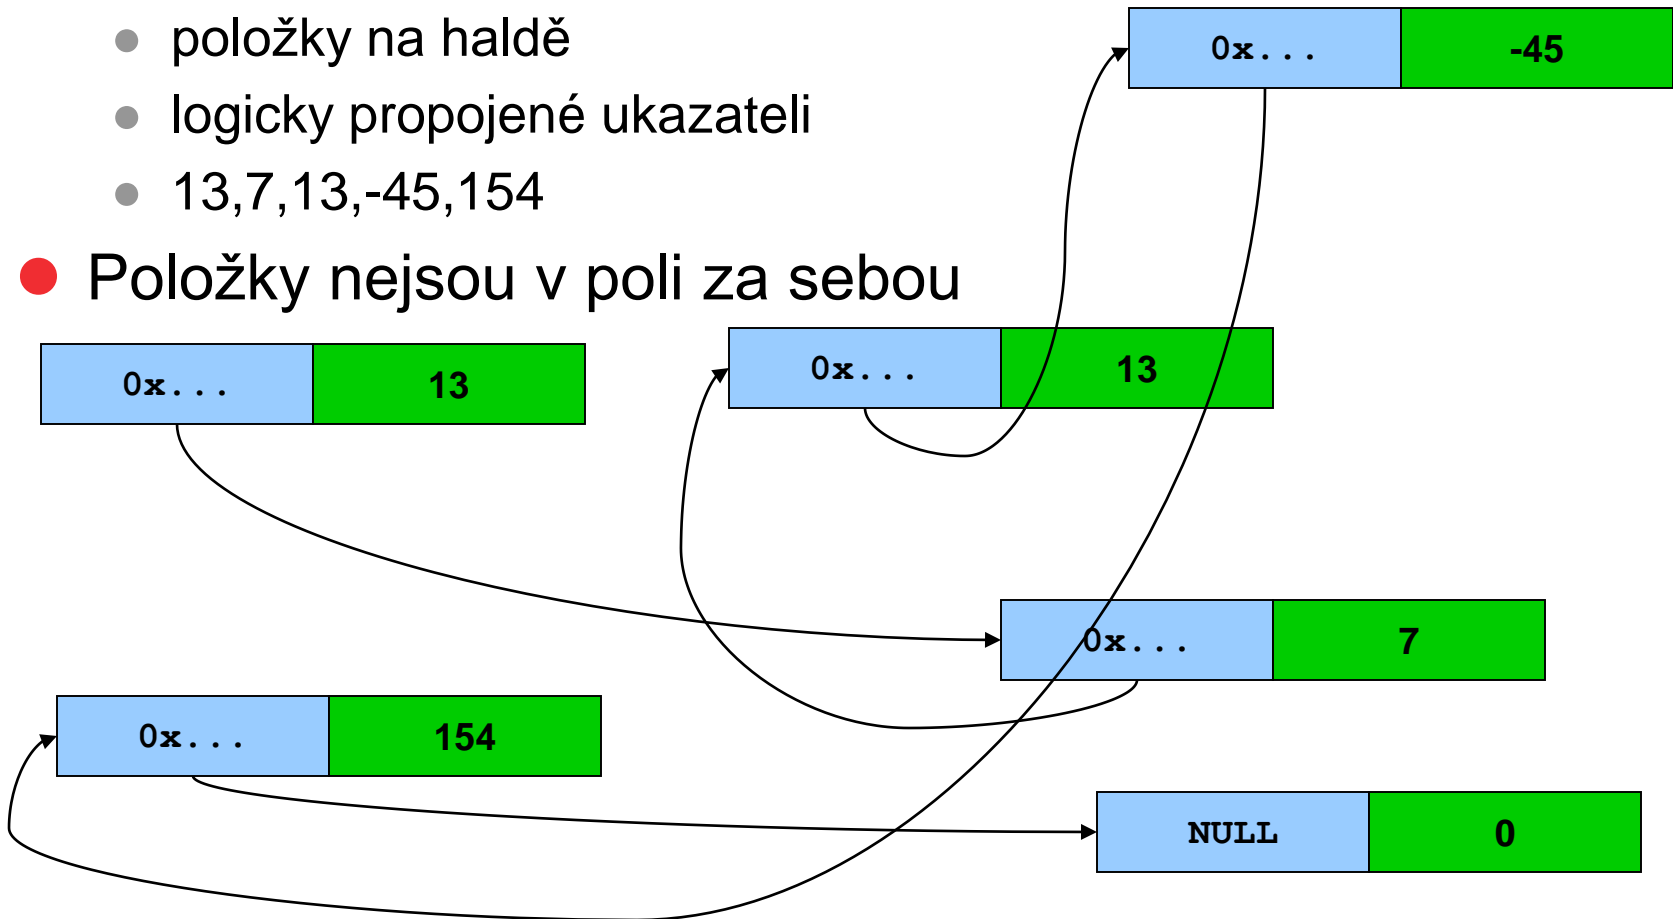 položky na haldě
logicky propojené ukazateli
13,7,13,-45,154
Položky nejsou v poli za sebou
0x... -45
0x... 13
0x... 13
0x... 7
0x... 154
NULL 0